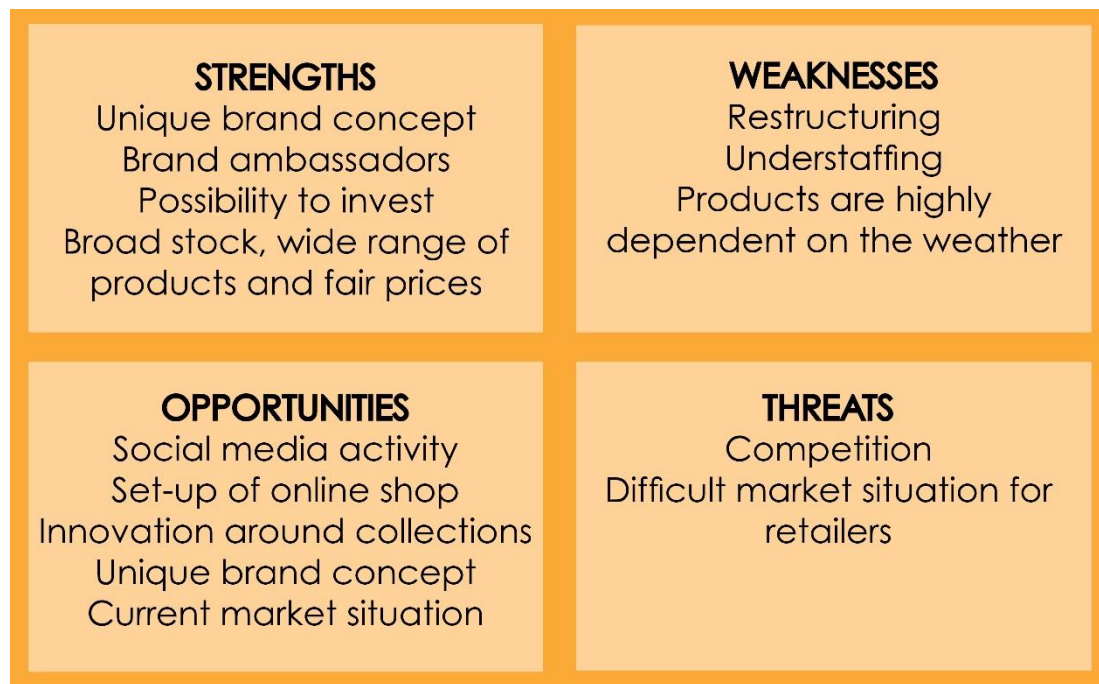 STRENGTHS
Unique brand concept
Brand ambassadors
Possibility to invest
Broad stock, wide range of
products and fair prices
WEAKNESSES
Restructuring
Understaffing
Products are highly
dependent on the weather
OPPORTUNITIES
Social media activity
Set-up of online shop
Innovation around collections
Unique brand concept
Current market situation
THREATS
Competition
Difficult market situation for
retailers